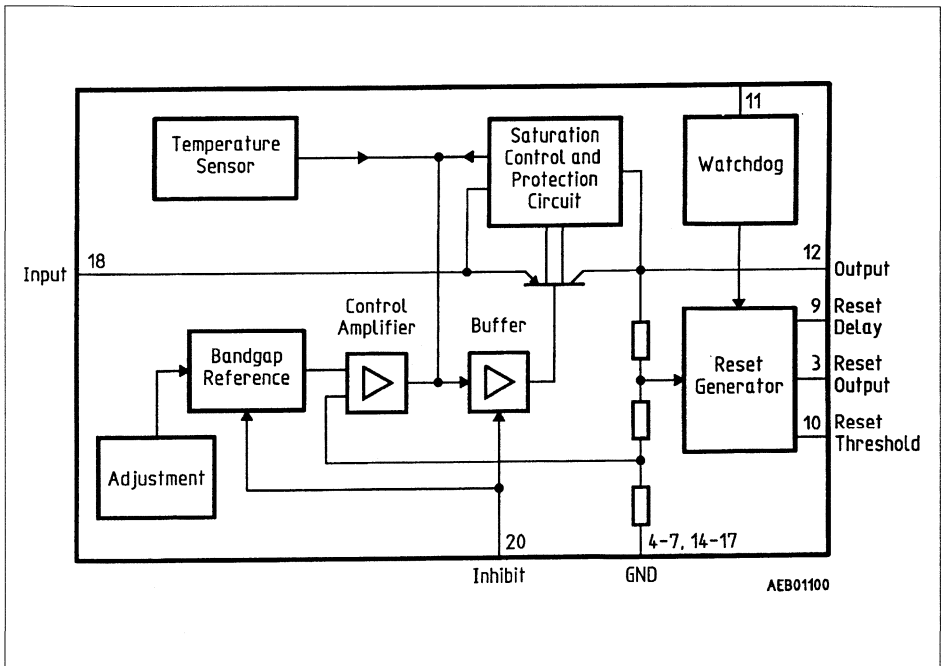 11
Temperature
Sensor
Saturation
Control and
Protection
Circuit
Watchdog
Input
18
12
Output
Control
Amplifier
Buffer
9
Reset
Delay
Bandgap
Reference
Reset
Generator
3
Reset
Output
10
Reset
Threshold
Adjustment
20
4-7, 14-17
Inhibit
GND
AEB01100